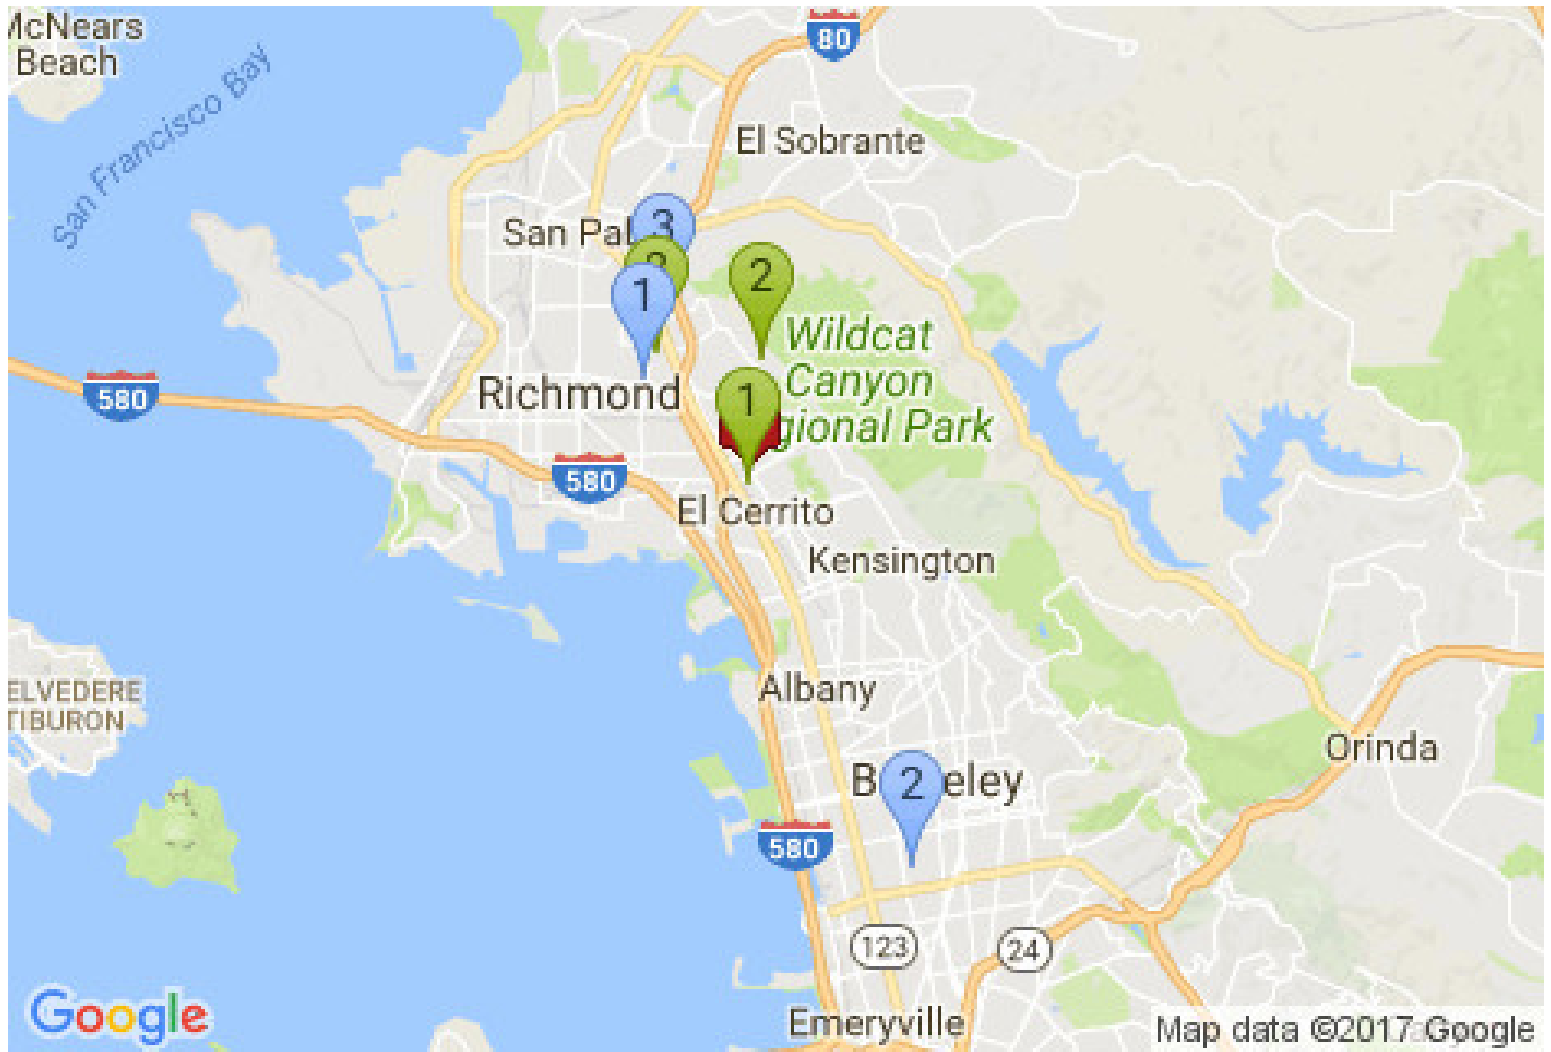 McNears
Beach
San Francisco Bay
80
El Sobrante
San Pabl
3
2
1
2
Wildcat
Canyon
gional Park
580
Richmond
1
580
El Cerrito
Kensington
ELVEDERE
TIBURON
Albany
Orinda
B eley
2
580
123
24
Emeryville
Google
Map data ©2017 Google